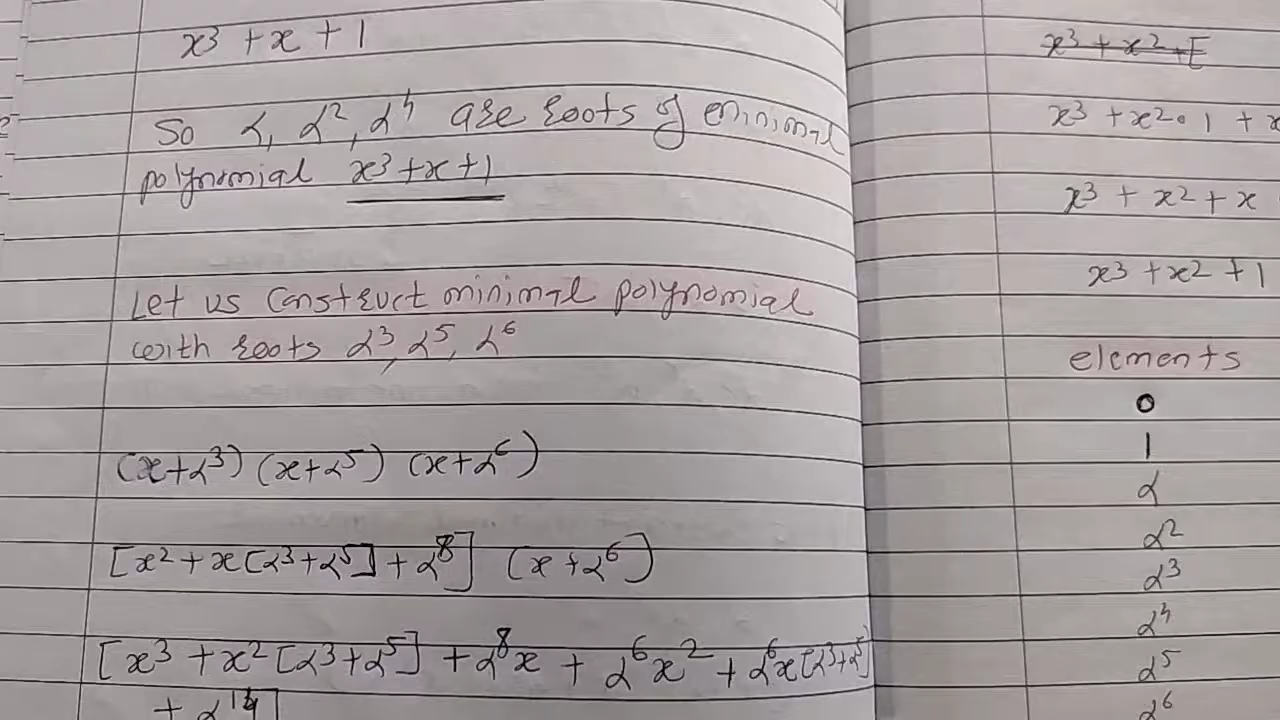 x³ + x + 1
So α, α², α⁴ are roots of minimal
polynomial x³ + x + 1
Let us construct minimal polynomial
with roots α³, α⁵, α⁶
(x+α³) (x+α⁵) (x+α⁶)
[x² + x[α³+α⁵] + α⁸] (x+α⁶)
[x³ + x²[α³+α⁵] + α⁸x + α⁶x² + α⁶x[α³+α⁵]
+ α¹⁴]
x³ + x² + 
x³ + x²·1 + x
x³ + x² + x
x³ + x² + 1
elements
0
1
α
α²
α³
α⁴
α⁵
α⁶